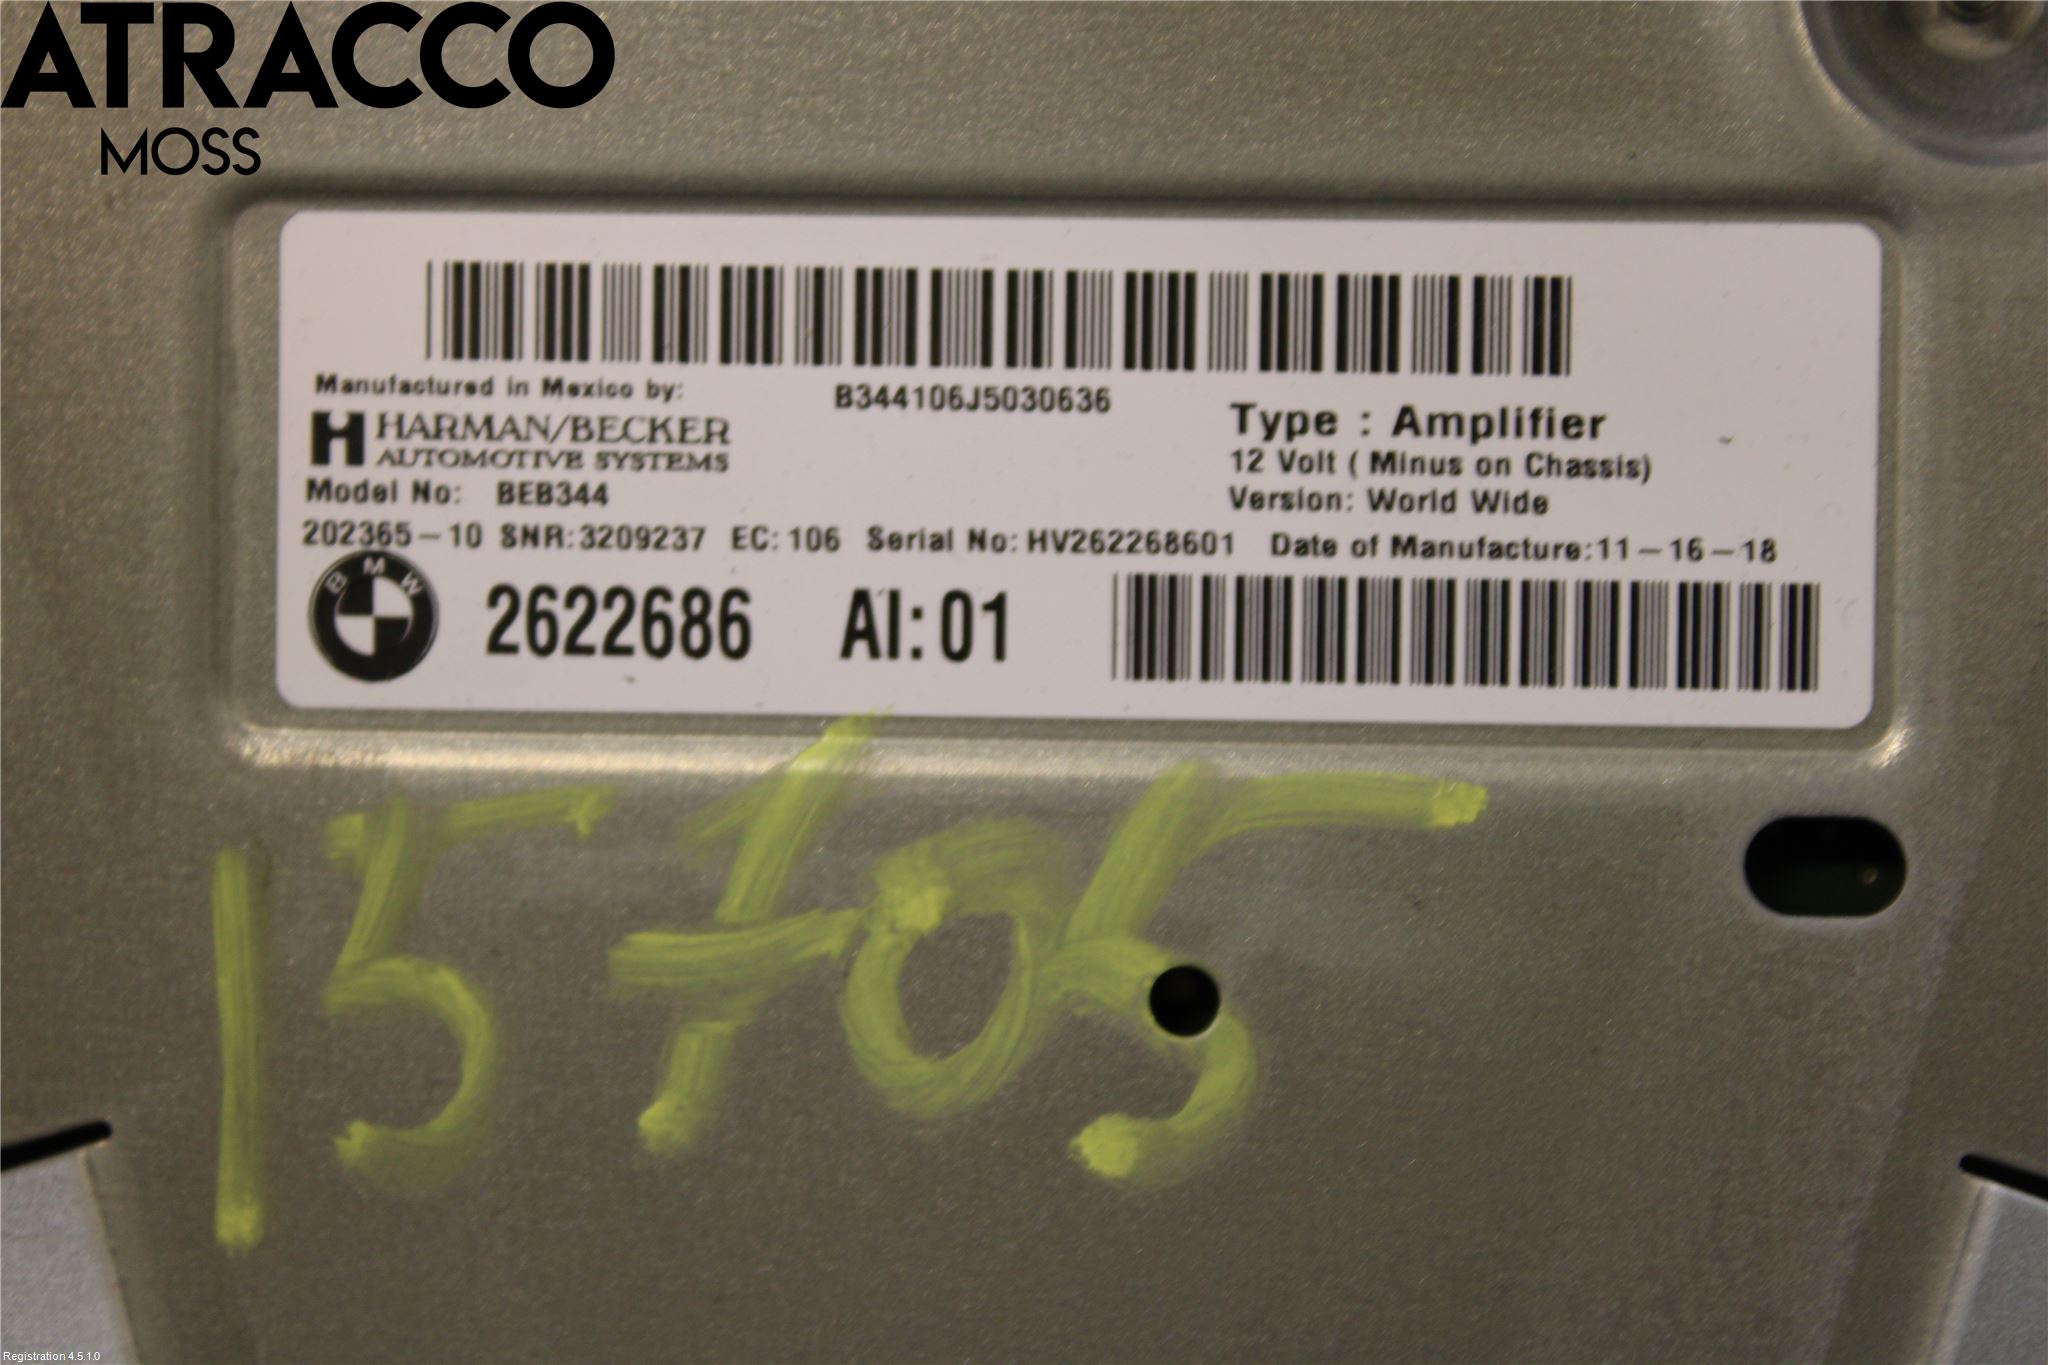 ATRACCO
MOSS
Manufactured in Mexico by:
B344106J5030636
HARMAN/BECKER
AUTOMOTIVE SYSTEMS
Type : Amplifier
12 Volt ( Minus on Chassis)
Model No: BEB344
Version: World Wide
202365-10 SNR:3209237 EC:106 Serial No:HV262268601 Date of Manufacture:11-16-18
BMW
2622686 AI:01
15705
Registration 4.5.1.0